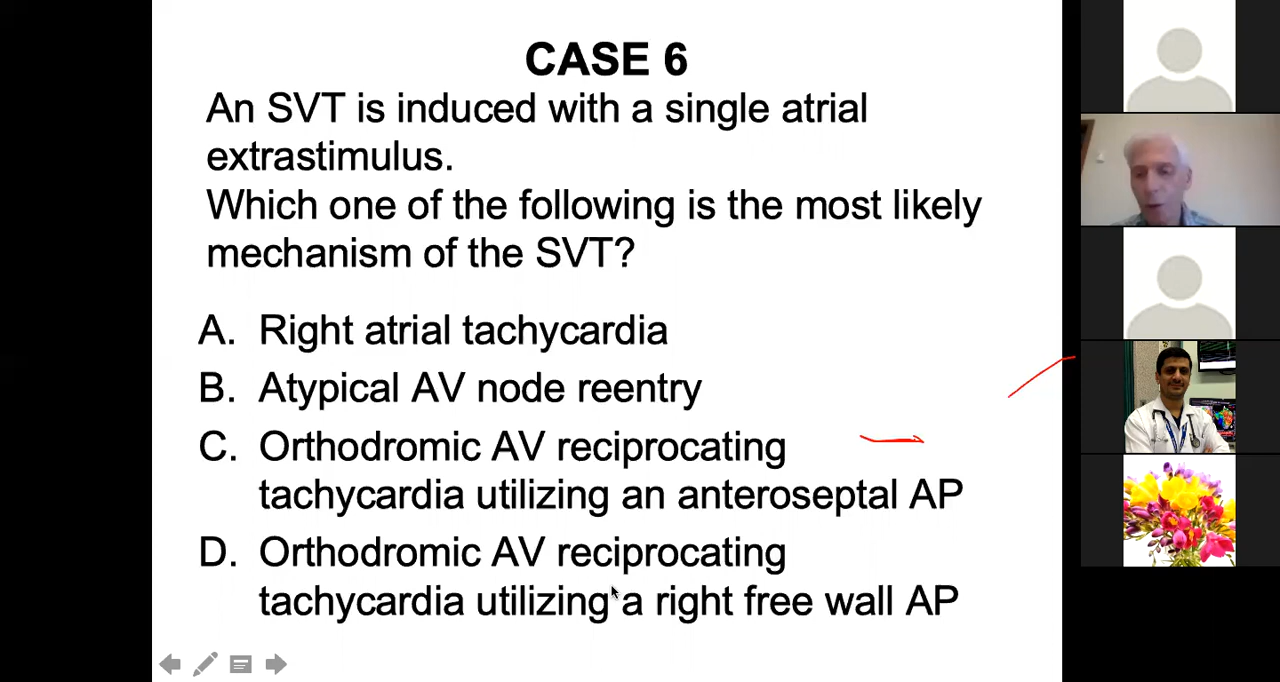 CASE 6
An SVT is induced with a single atrial
extrastimulus.
Which one of the following is the most likely
mechanism of the SVT?
A. Right atrial tachycardia
B. Atypical AV node reentry
C. Orthodromic AV reciprocating
tachycardia utilizing an anteroseptal AP
D. Orthodromic AV reciprocating
tachycardia utilizing a right free wall AP